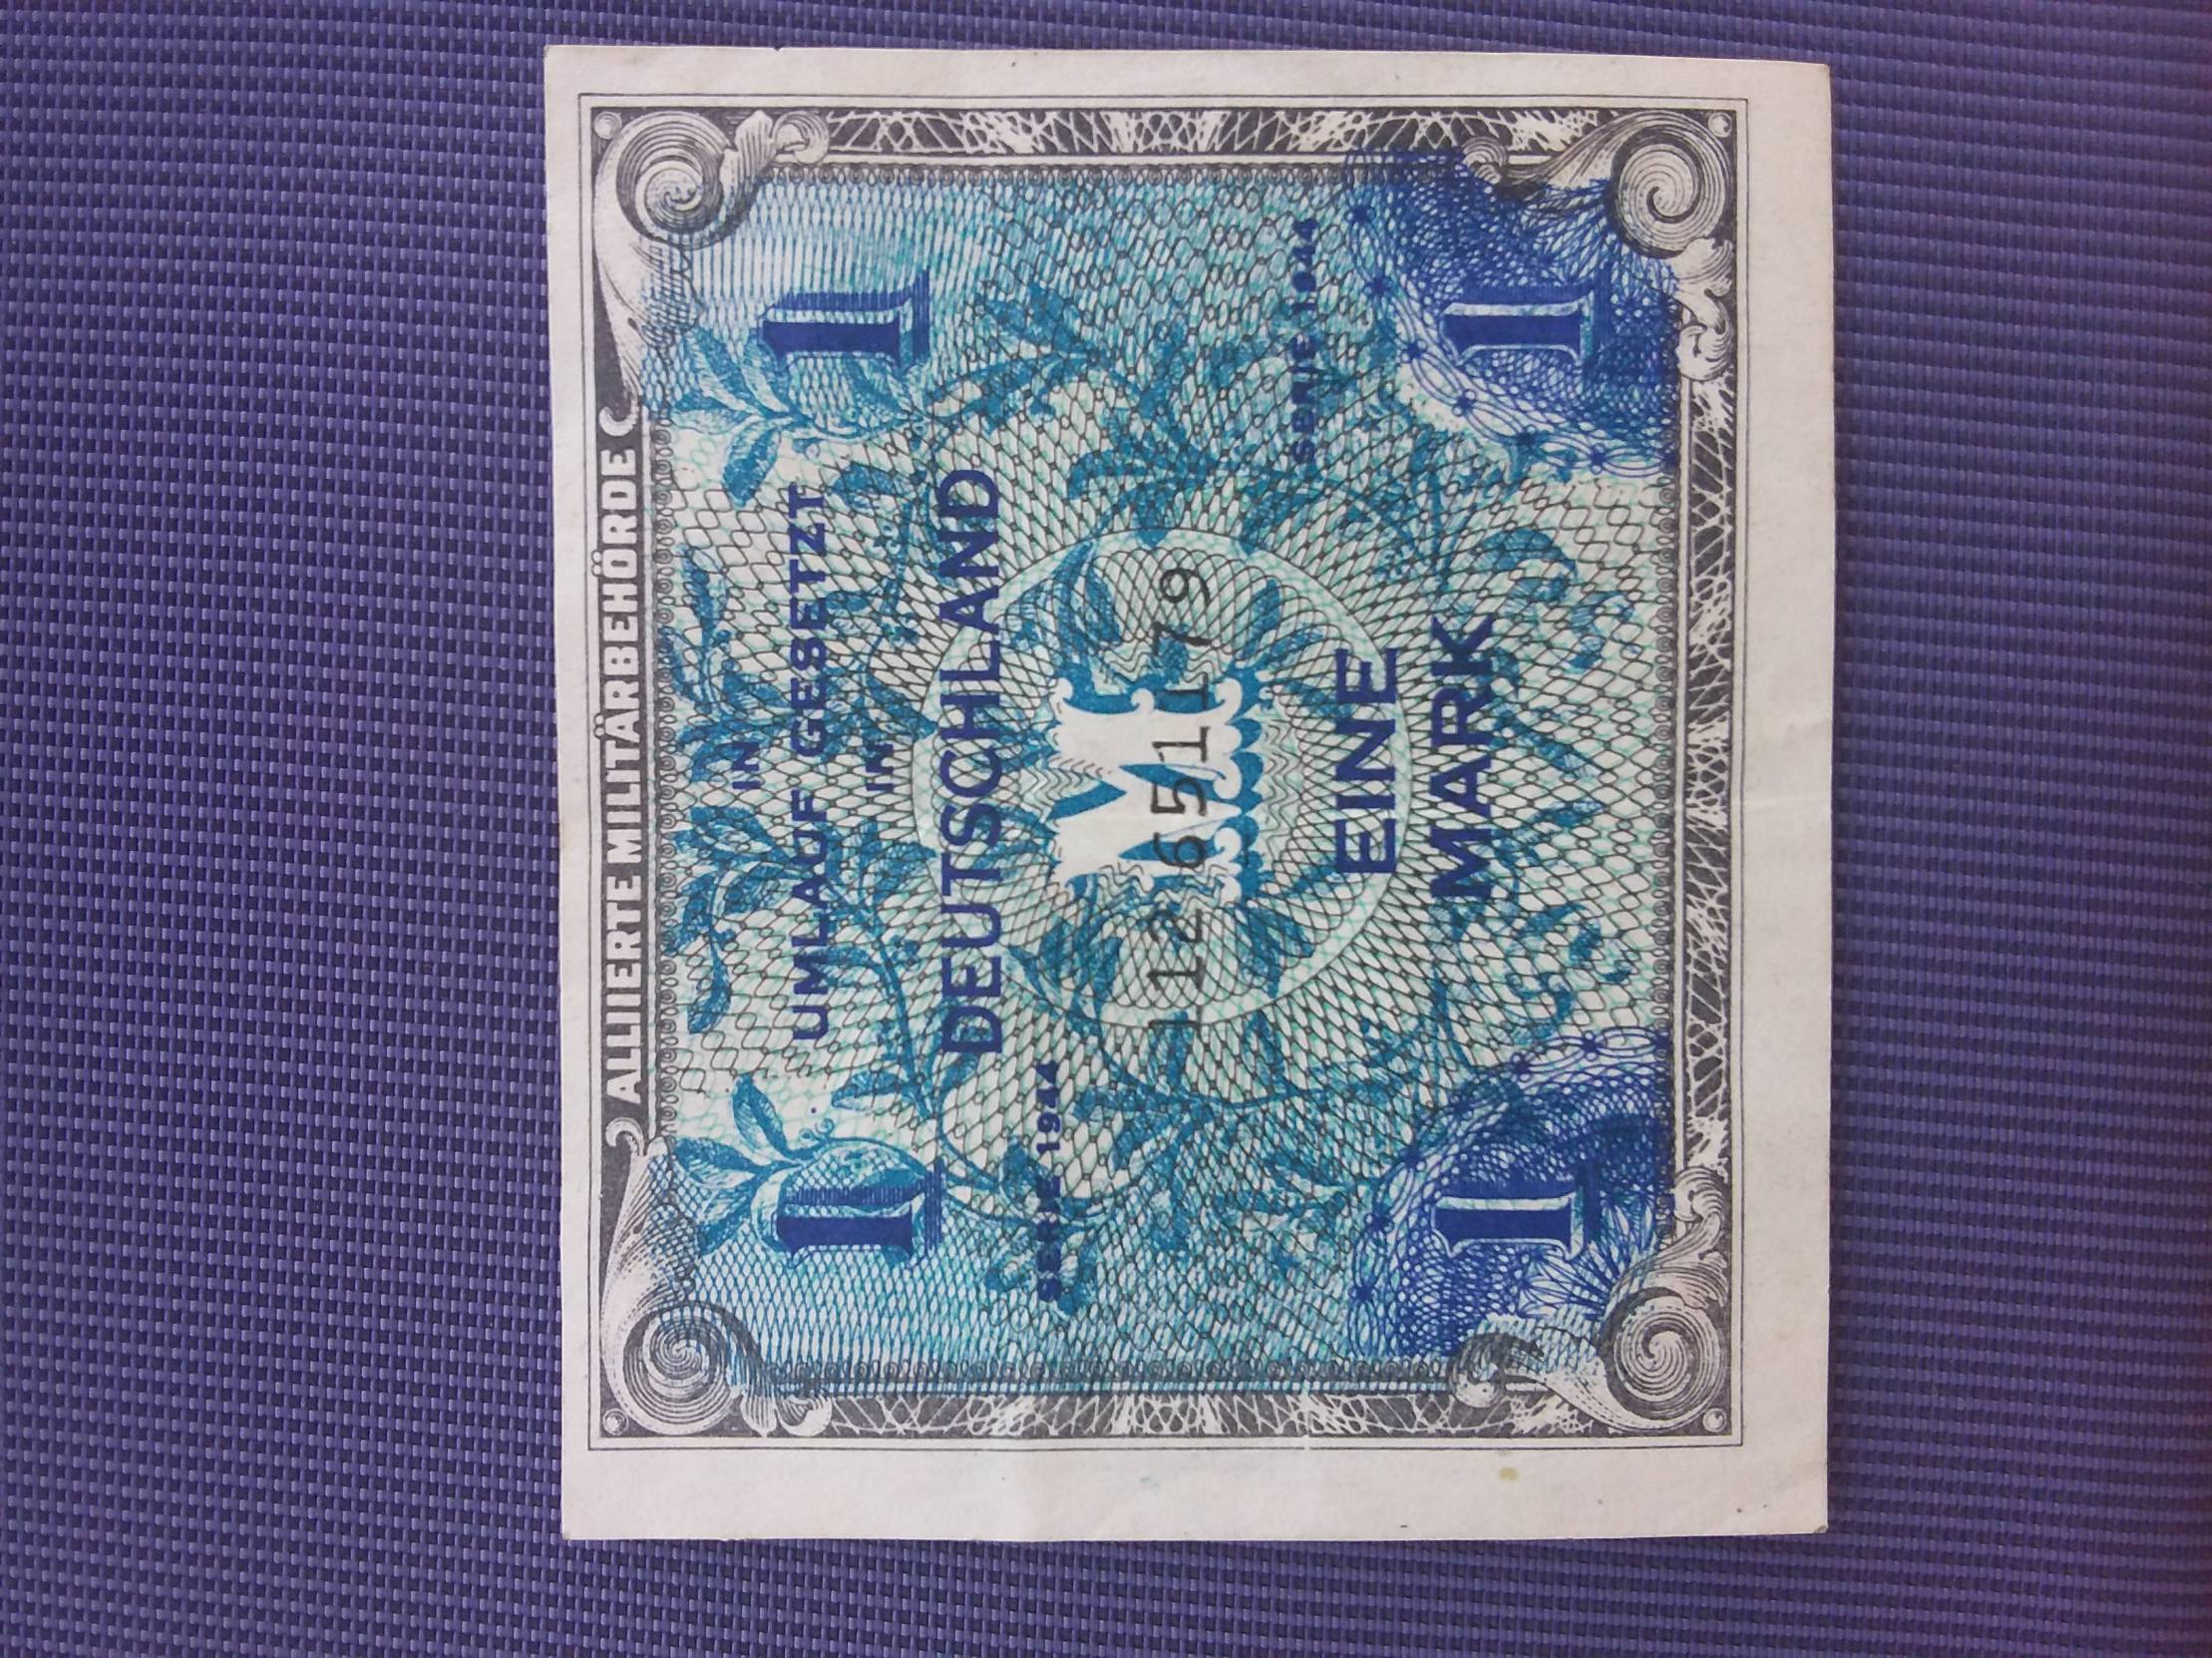 ALLIIERTE MILITÄRBEHÖRDE
IN
UMLAUF GESETZT
1 1
IN
DEUTSCHLAND
SERIE 1944
M
112651179
SERIE 1944
EINE
MARK
1 1